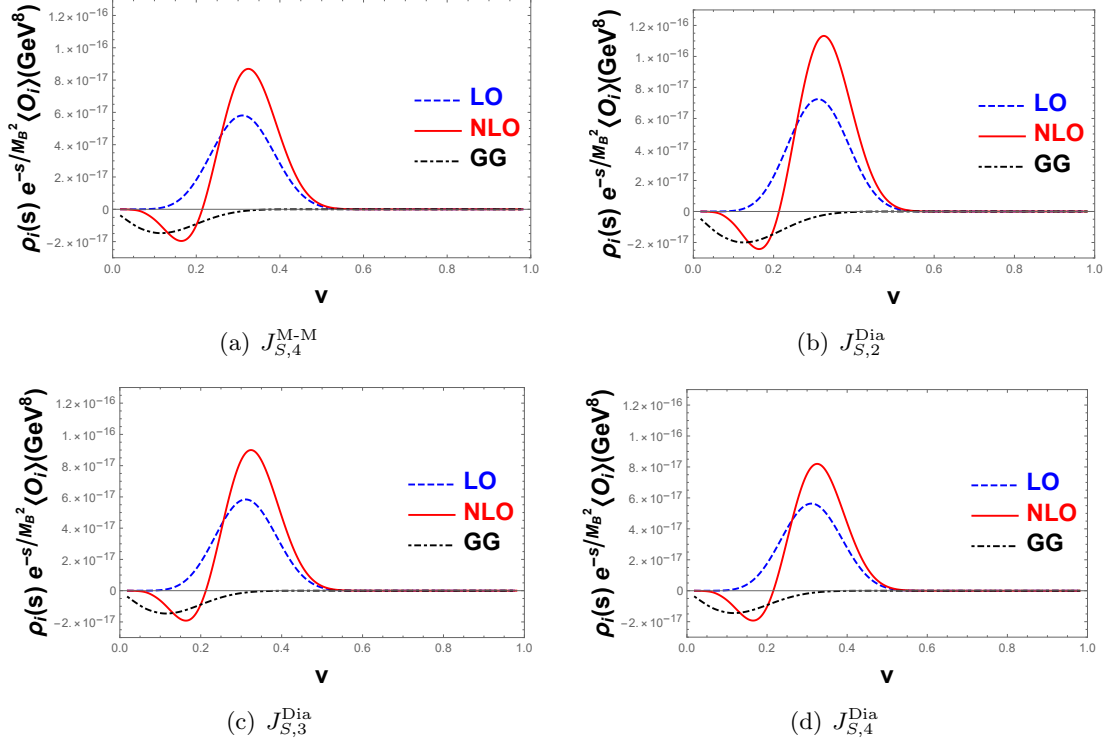 ρᵢ(s) e^{-s/M_B²} ⟨Oᵢ⟩(GeV⁸)
1.2×10⁻¹⁶
1.×10⁻¹⁶
8.×10⁻¹⁷
6.×10⁻¹⁷
4.×10⁻¹⁷
2.×10⁻¹⁷
0
−2.×10⁻¹⁷
LO
NLO
GG
0.0 0.2 0.4 0.6 0.8 1.0
v
(a) J_{S,4}^{M-M}
ρᵢ(s) e^{-s/M_B²} ⟨Oᵢ⟩(GeV⁸)
1.2×10⁻¹⁶
1.×10⁻¹⁶
8.×10⁻¹⁷
6.×10⁻¹⁷
4.×10⁻¹⁷
2.×10⁻¹⁷
0
−2.×10⁻¹⁷
LO
NLO
GG
0.0 0.2 0.4 0.6 0.8 1.0
v
(b) J_{S,2}^{Dia}
ρᵢ(s) e^{-s/M_B²} ⟨Oᵢ⟩(GeV⁸)
1.2×10⁻¹⁶
1.×10⁻¹⁶
8.×10⁻¹⁷
6.×10⁻¹⁷
4.×10⁻¹⁷
2.×10⁻¹⁷
0
−2.×10⁻¹⁷
LO
NLO
GG
0.0 0.2 0.4 0.6 0.8 1.0
v
(c) J_{S,3}^{Dia}
ρᵢ(s) e^{-s/M_B²} ⟨Oᵢ⟩(GeV⁸)
1.2×10⁻¹⁶
1.×10⁻¹⁶
8.×10⁻¹⁷
6.×10⁻¹⁷
4.×10⁻¹⁷
2.×10⁻¹⁷
0
−2.×10⁻¹⁷
LO
NLO
GG
0.0 0.2 0.4 0.6 0.8 1.0
v
(d) J_{S,4}^{Dia}